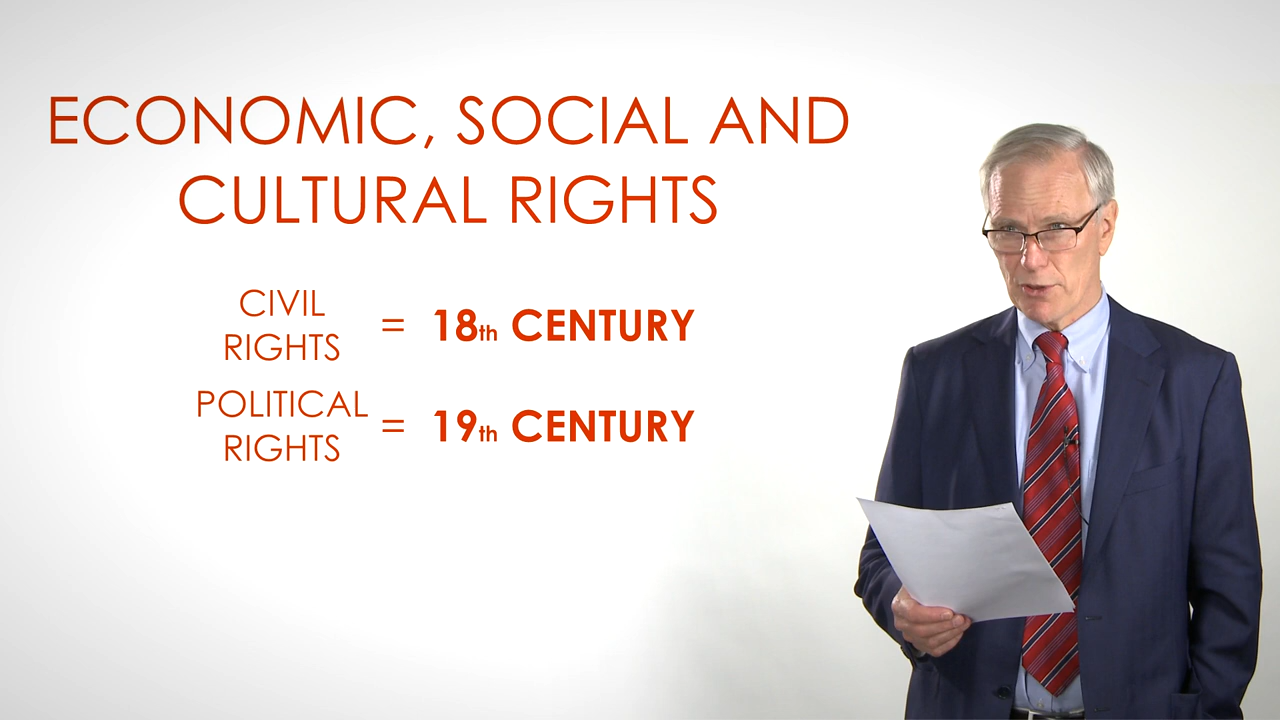 ECONOMIC, SOCIAL AND
CULTURAL RIGHTS
CIVIL
RIGHTS
= 18th CENTURY
POLITICAL
RIGHTS
= 19th CENTURY